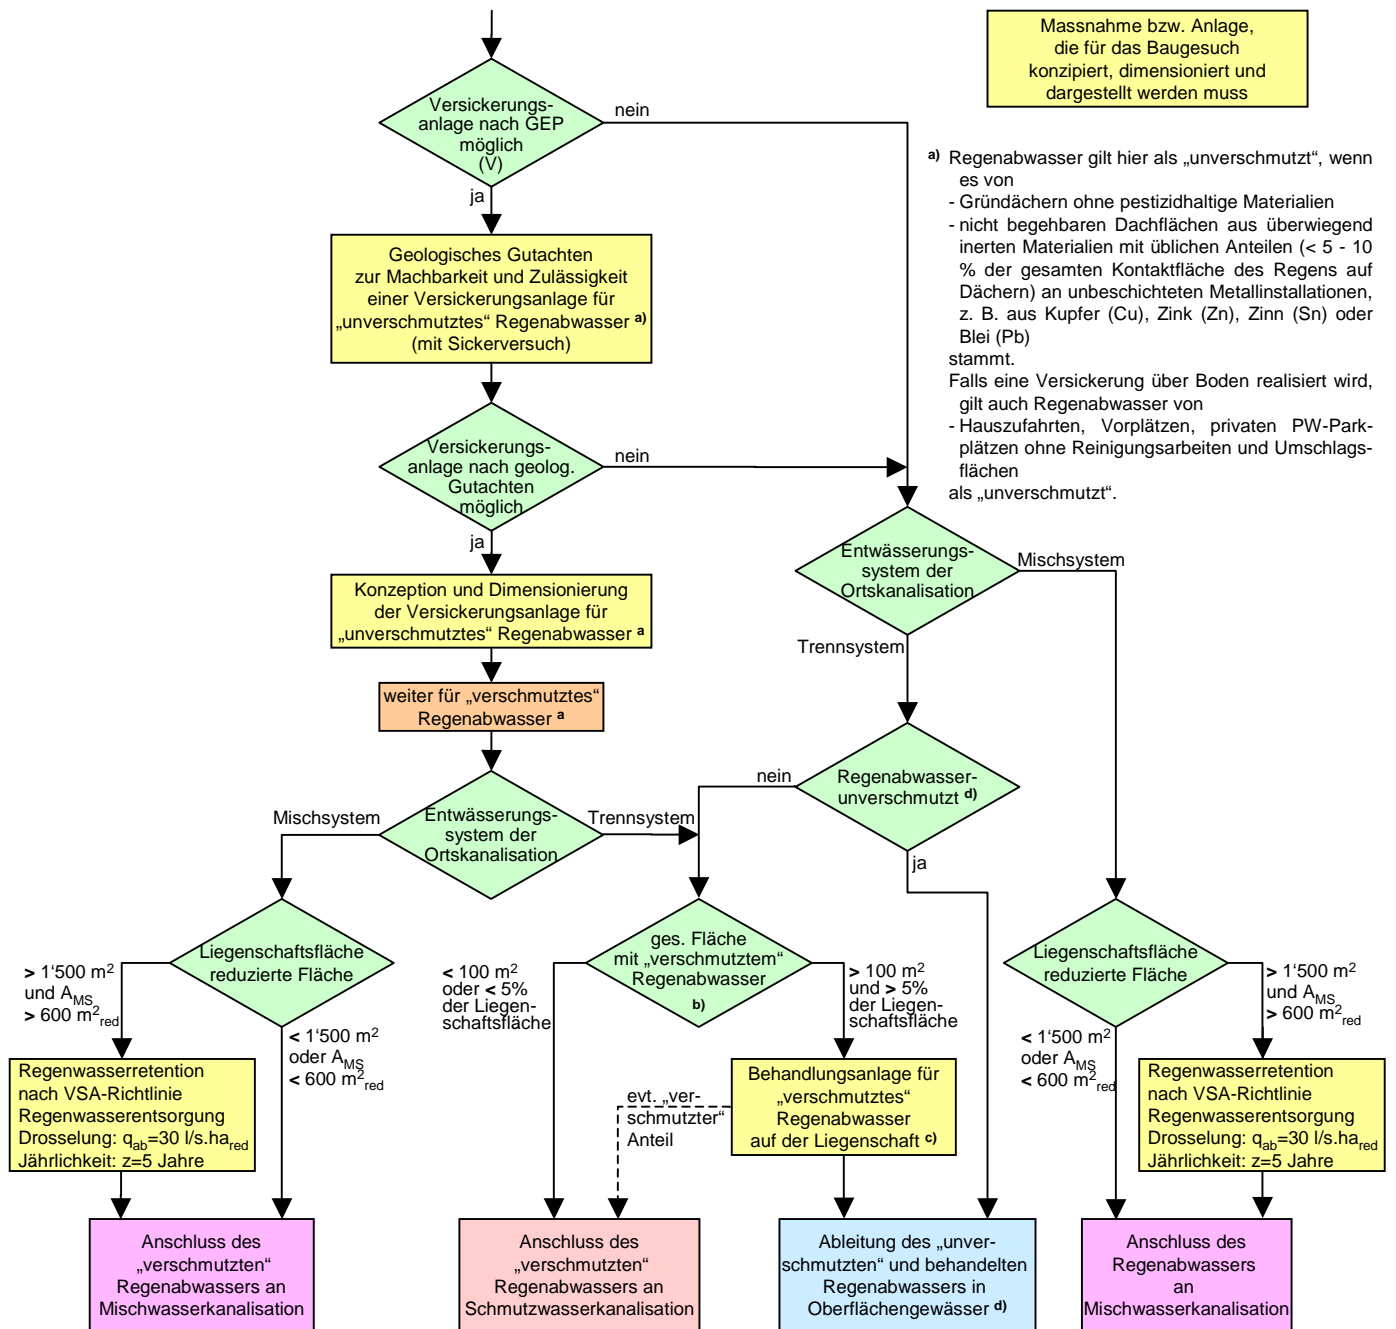 Massnahme bzw. Anlage,
die für das Baugesuch
konzipiert, dimensioniert und
dargestellt werden muss
Versickerungs-
anlage nach GEP
möglich
(V)
nein
ja
a) Regenabwasser gilt hier als „unverschmutzt“, wenn
es von
- Gründächern ohne pestizidhaltige Materialien
- nicht begehbaren Dachflächen aus überwiegend
inerten Materialien mit üblichen Anteilen (< 5 - 10
% der gesamten Kontaktfläche des Regens auf
Dächern) an unbeschichteten Metallinstallationen,
z. B. aus Kupfer (Cu), Zink (Zn), Zinn (Sn) oder
Blei (Pb)
stammt.
Falls eine Versickerung über Boden realisiert wird,
gilt auch Regenabwasser von
- Hauszufahrten, Vorplätzen, privaten PW-Park-
plätzen ohne Reinigungsarbeiten und Umschlags-
flächen
als „unverschmutzt“.
Geologisches Gutachten
zur Machbarkeit und Zulässigkeit
einer Versickerungsanlage für
„unverschmutztes“ Regenabwasser a)
(mit Sickerversuch)
Versickerungs-
anlage nach geolog.
Gutachten
möglich
nein
ja
Entwässerungs-
system der
Ortskanalisation
Mischsystem
Trennsystem
Konzeption und Dimensionierung
der Versickerungsanlage für
„unverschmutztes“ Regenabwasser a
weiter für „verschmutztes“
Regenabwasser a
Regenabwasser-
unverschmutzt d)
nein
ja
Entwässerungs-
system der
Ortskanalisation
Mischsystem
Trennsystem
Liegenschaftsfläche
reduzierte Fläche
> 1‘500 m2
und AMS
> 600 m2red
< 1‘500 m2
oder AMS
< 600 m2red
ges. Fläche
mit „verschmutztem“
Regenabwasser
b)
< 100 m2
oder < 5%
der Liegen-
schaftsfläche
> 100 m2
und > 5%
der Liegen-
schaftsfläche
Liegenschaftsfläche
reduzierte Fläche
< 1‘500 m2
oder AMS
< 600 m2red
> 1‘500 m2
und AMS
> 600 m2red
Regenwasserretention
nach VSA-Richtlinie
Regenwasserentsorgung
Drosselung: qab=30 l/s.hared
Jährlichkeit: z=5 Jahre
evt. „ver-
schmutzter“
Anteil
Behandlungsanlage für
„verschmutztes“
Regenabwasser
auf der Liegenschaft c)
Regenwasserretention
nach VSA-Richtlinie
Regenwasserentsorgung
Drosselung: qab=30 l/s.hared
Jährlichkeit: z=5 Jahre
Anschluss des
„verschmutzten“
Regenabwassers an
Mischwasserkanalisation
Anschluss des
„verschmutzten“
Regenabwassers an
Schmutzwasserkanalisation
Ableitung des „unver-
schmutzten“ und behandelten
Regenabwassers in
Oberflächengewässer d)
Anschluss des
Regenabwassers
an
Mischwasserkanalisation